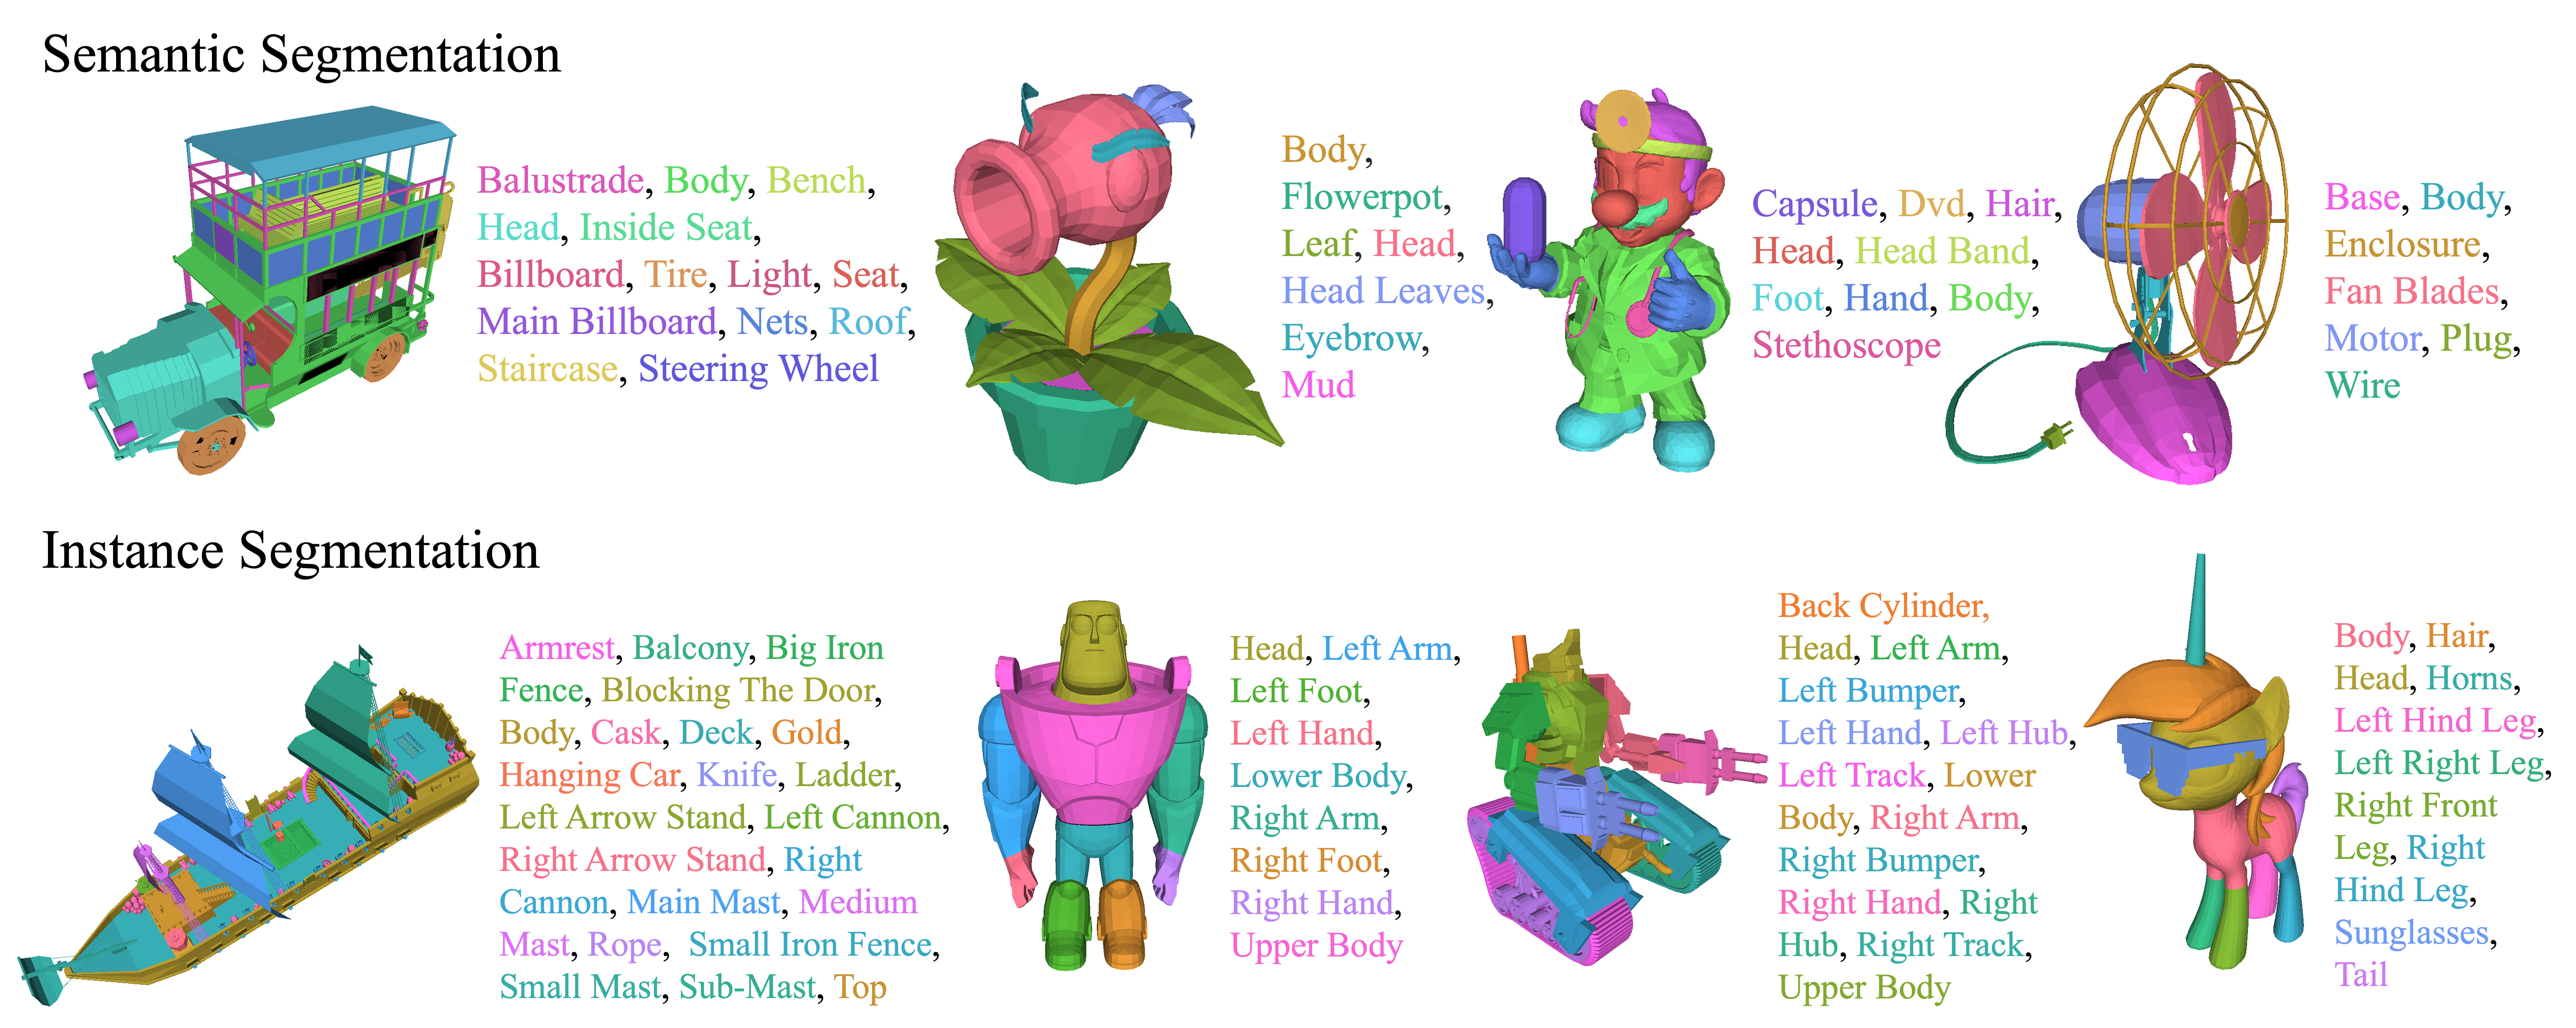 Semantic Segmentation
Balustrade, Body, Bench,
Head, Inside Seat,
Billboard, Tire, Light, Seat,
Main Billboard, Nets, Roof,
Staircase, Steering Wheel
Body,
Flowerpot,
Leaf, Head,
Head Leaves,
Eyebrow,
Mud
Capsule, Dvd, Hair,
Head, Head Band,
Foot, Hand, Body,
Stethoscope
Base, Body,
Enclosure,
Fan Blades,
Motor, Plug,
Wire
Instance Segmentation
Armrest, Balcony, Big Iron
Fence, Blocking The Door,
Body, Cask, Deck, Gold,
Hanging Car, Knife, Ladder,
Left Arrow Stand, Left Cannon,
Right Arrow Stand, Right
Cannon, Main Mast, Medium
Mast, Rope, Small Iron Fence,
Small Mast, Sub-Mast, Top
Head, Left Arm,
Left Foot,
Left Hand,
Lower Body,
Right Arm,
Right Foot,
Right Hand,
Upper Body
Back Cylinder,
Head, Left Arm,
Left Bumper,
Left Hand, Left Hub,
Left Track, Lower
Body, Right Arm,
Right Bumper,
Right Hand, Right
Hub, Right Track,
Upper Body
Body, Hair,
Head, Horns,
Left Hind Leg,
Left Right Leg,
Right Front
Leg, Right
Hind Leg,
Sunglasses,
Tail